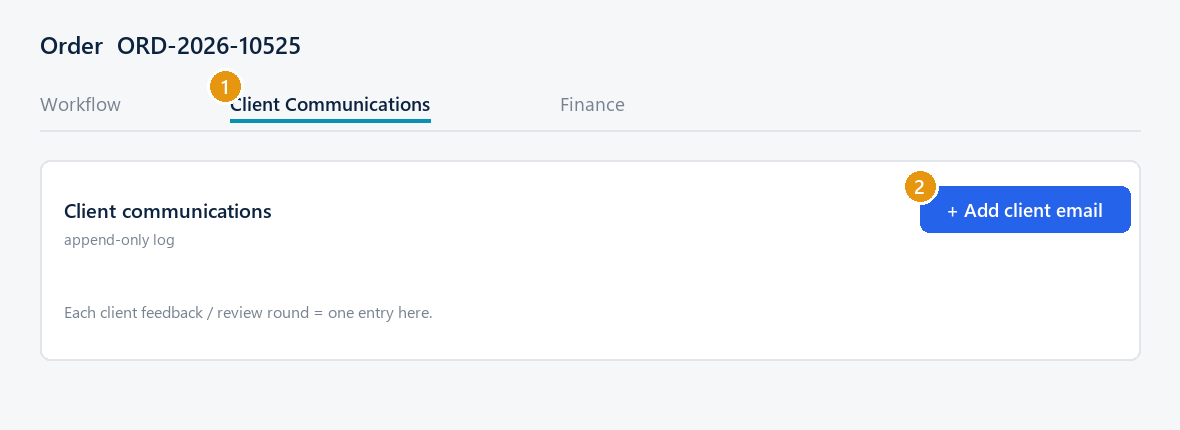 Order ORD-2026-10525
1
Workflow Client Communications Finance
2
Client communications + Add client email
append-only log
Each client feedback / review round = one entry here.